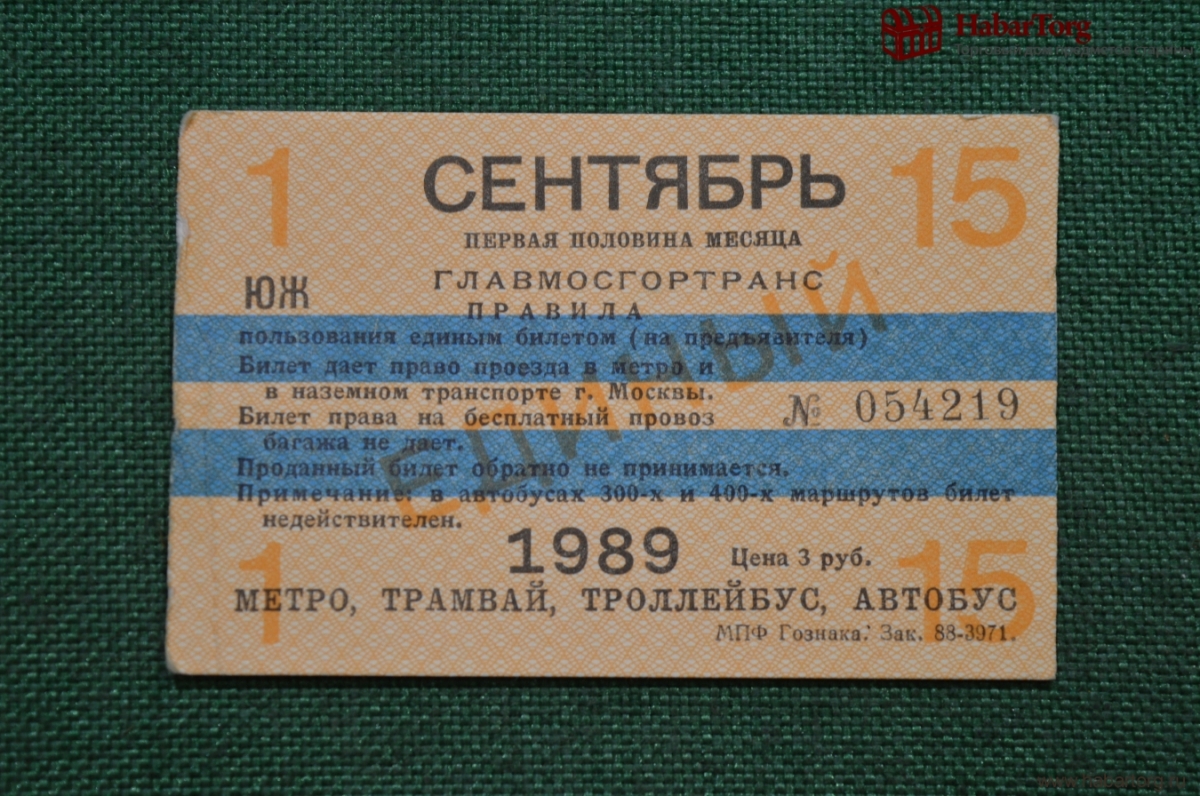 HabarTorg
1 СЕНТЯБРЬ 15
ПЕРВАЯ ПОЛОВИНА МЕСЯЦА
ГЛАВМОСГОРТРАНС
ЮЖ
ПРАВИЛА
пользования единым билетом (на предъявителя)
Билет дает право проезда в метро и
в наземном транспорте г. Москвы.
№ 054219
Билет права на бесплатный провоз
багажа не дает.
Проданный билет обратно не принимается.
Примечание: в автобусах 300-х и 400-х маршрутов билет
недействителен.
ЕДИНЫЙ
1989 Цена 3 руб.
1 15
МЕТРО, ТРАМВАЙ, ТРОЛЛЕЙБУС, АВТОБУС
МПФ Гознака. Зак. 88-3971.